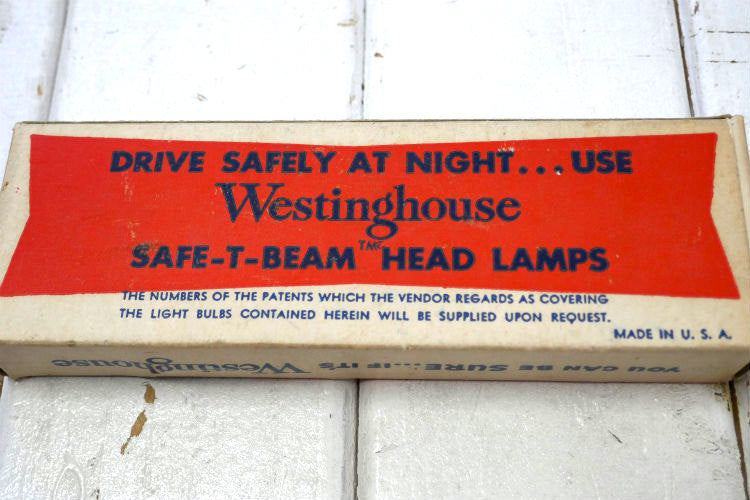 DRIVE SAFELY AT NIGHT...USE
Westinghouse
SAFE-T-BEAM TMK HEAD LAMPS
THE NUMBERS OF THE PATENTS WHICH THE VENDOR REGARDS AS COVERING
THE LIGHT BULBS CONTAINED HEREIN WILL BE SUPPLIED UPON REQUEST.
MADE IN U. S. A.
YOU CAN BE SURE...IF IT'S Westinghouse